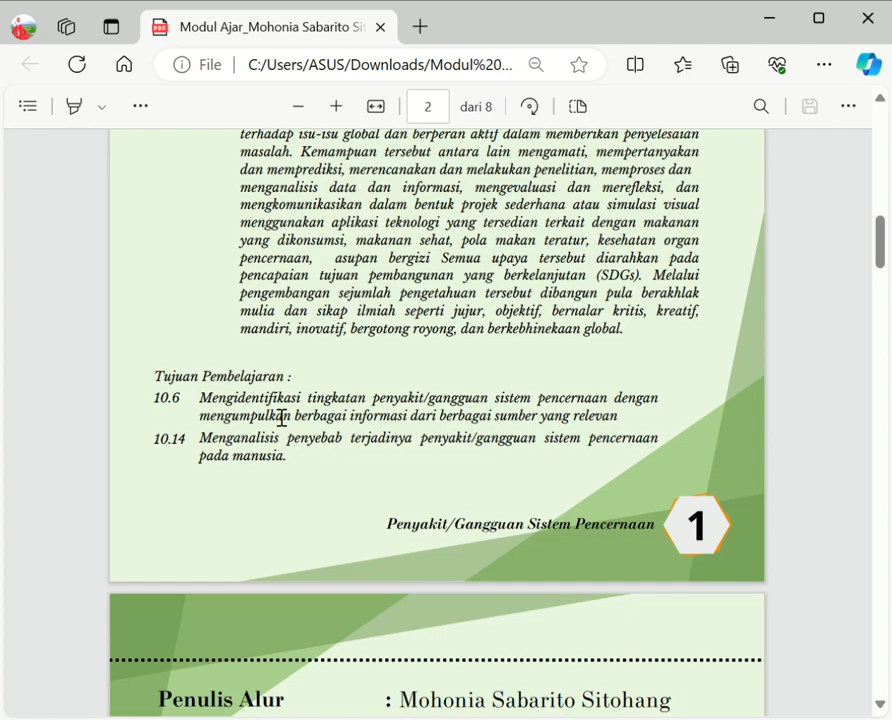 Modul Ajar_Mohonia Sabarito Sit
File
C:/Users/ASUS/Downloads/Modul%20...
2 dari 8
terhadap isu-isu global dan berperan aktif dalam memberikan penyelesaian
masalah. Kemampuan tersebut antara lain mengamati, mempertanyakan
dan memprediksi, merencanakan dan melakukan penelitian, memproses dan
menganalisis data dan informasi, mengevaluasi dan merefleksi, dan
mengkomunikasikan dalam bentuk projek sederhana atau simulasi visual
menggunakan aplikasi teknologi yang tersedian terkait dengan makanan
yang dikonsumsi, makanan sehat, pola makan teratur, kesehatan organ
pencernaan, asupan bergizi Semua upaya tersebut diarahkan pada
pencapaian tujuan pembangunan yang berkelanjutan (SDGs). Melalui
pengembangan sejumlah pengetahuan tersebut dibangun pula berakhlak
mulia dan sikap ilmiah seperti jujur, objektif, bernalar kritis, kreatif,
mandiri, inovatif, bergotong royong, dan berkebhinekaan global.
Tujuan Pembelajaran :
10.6 Mengidentifikasi tingkatan penyakit/gangguan sistem pencernaan dengan
mengumpulkan berbagai informasi dari berbagai sumber yang relevan
10.14 Menganalisis penyebab terjadinya penyakit/gangguan sistem pencernaan
pada manusia.
Penyakit/Gangguan Sistem Pencernaan 1
Penulis Alur : Mohonia Sabarito Sitohang